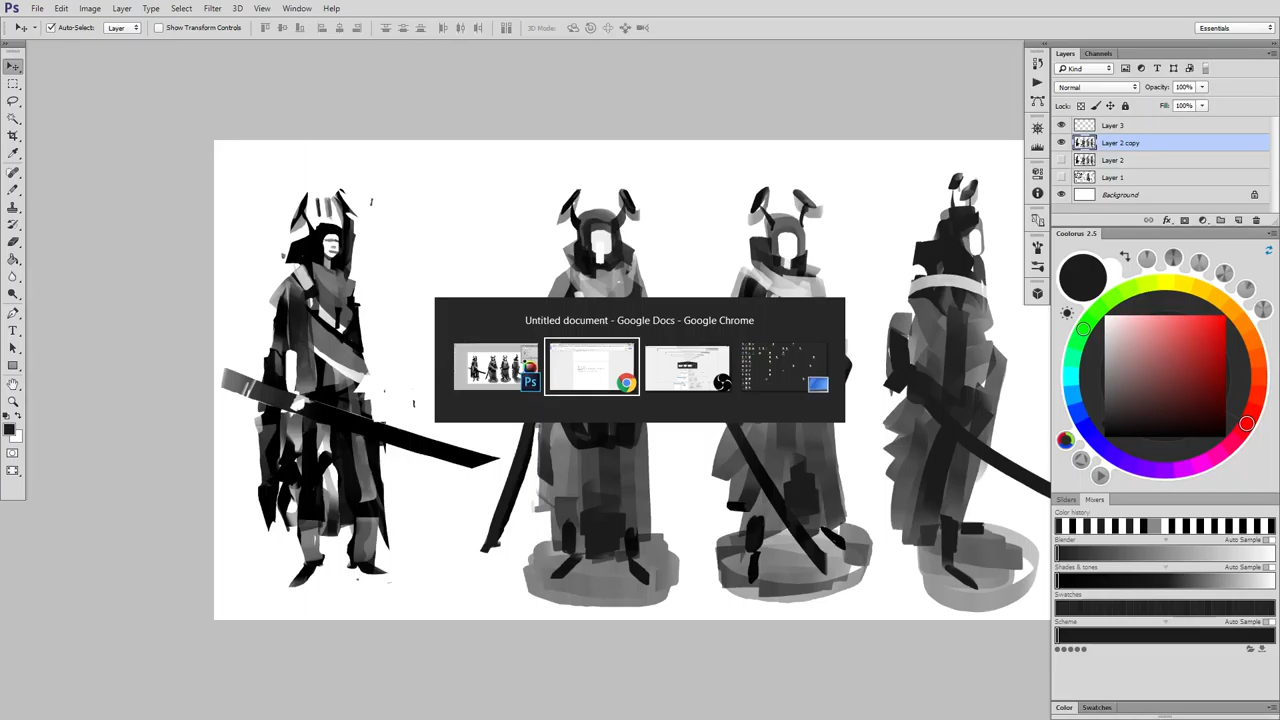 Ps File Edit Image Layer Type Select Filter 3D View Window Help
Auto-Select: Layer Show Transform Controls 3D Mode: Essentials
Layers Channels
Kind
Normal Opacity: 100%
Lock: Fill: 100%
Layer 3
Layer 2 copy
Layer 2
Layer 1
Background
Coolorus 2.5
Untitled document - Google Docs - Google Chrome
Ps
Sliders Mixers
Color history
Blender Auto Sample
Shades & tones Auto Sample
Swatches
Scheme Auto Sample
Color Swatches